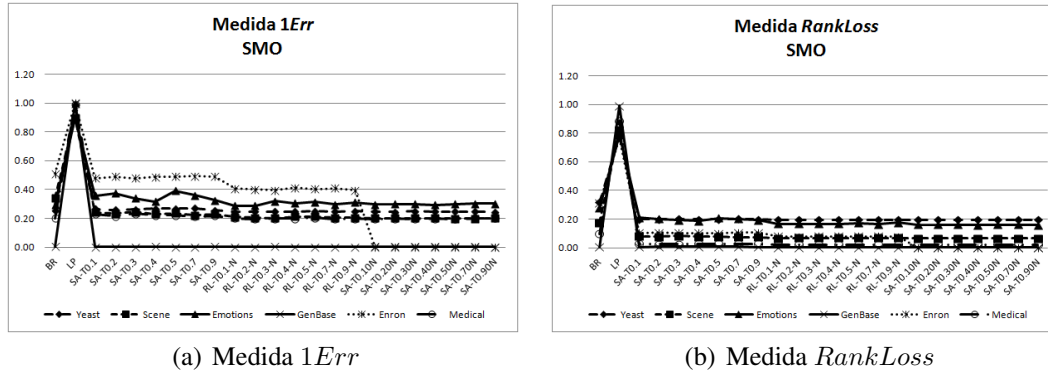 Medida 1Err
SMO
1.20
1.00
0.80
0.60
0.40
0.20
0.00
BR
LP
SA-T0.1
SA-T0.2
SA-T0.3
SA-T0.4
SA-T0.5
SA-T0.7
SA-T0.9
RL-T0.1-N
RL-T0.2-N
RL-T0.3-N
RL-T0.4-N
RL-T0.5-N
RL-T0.7-N
RL-T0.9-N
SA-T0.10N
SA-T0.20N
SA-T0.30N
SA-T0.40N
SA-T0.50N
SA-T0.70N
SA-T0.90N
Yeast Scene Emotions GenBase Enron Medical
(a) Medida 1Err
Medida RankLoss
SMO
1.20
1.00
0.80
0.60
0.40
0.20
0.00
BR
LP
SA-T0.1
SA-T0.2
SA-T0.3
SA-T0.4
SA-T0.5
SA-T0.7
SA-T0.9
RL-T0.1-N
RL-T0.2-N
RL-T0.3-N
RL-T0.4-N
RL-T0.5-N
RL-T0.7-N
RL-T0.9-N
SA-T0.10N
SA-T0.20N
SA-T0.30N
SA-T0.40N
SA-T0.50N
SA-T0.70N
SA-T0.90N
Yeast Scene Emotions GenBase Enron Medical
(b) Medida RankLoss